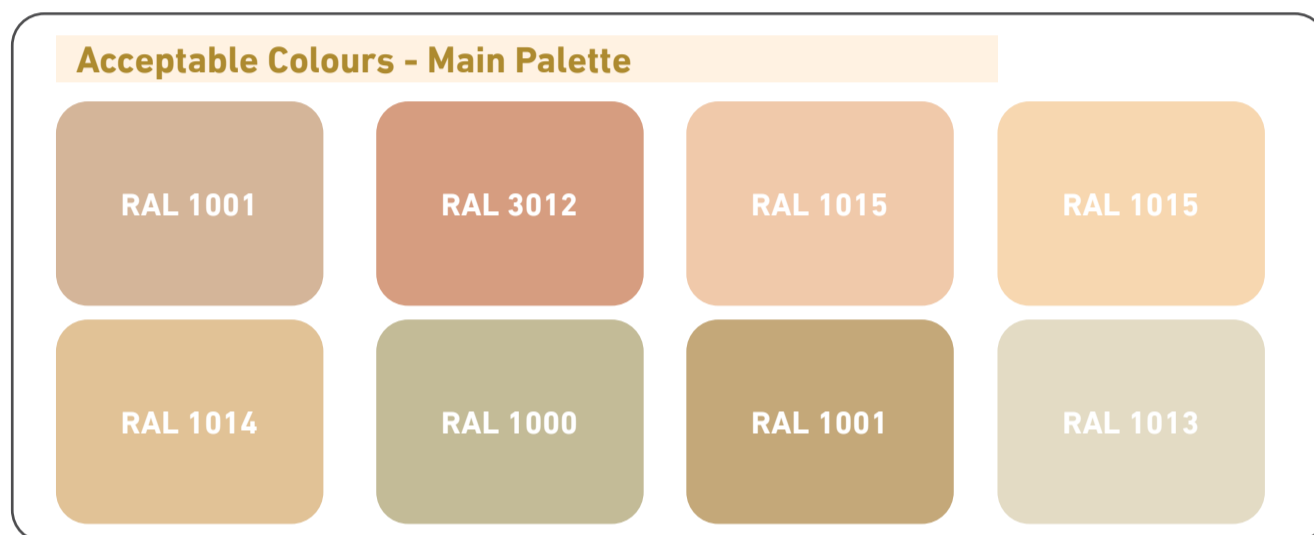 Acceptable Colours - Main Palette
RAL 1001
RAL 3012
RAL 1015
RAL 1015
RAL 1014
RAL 1000
RAL 1001
RAL 1013